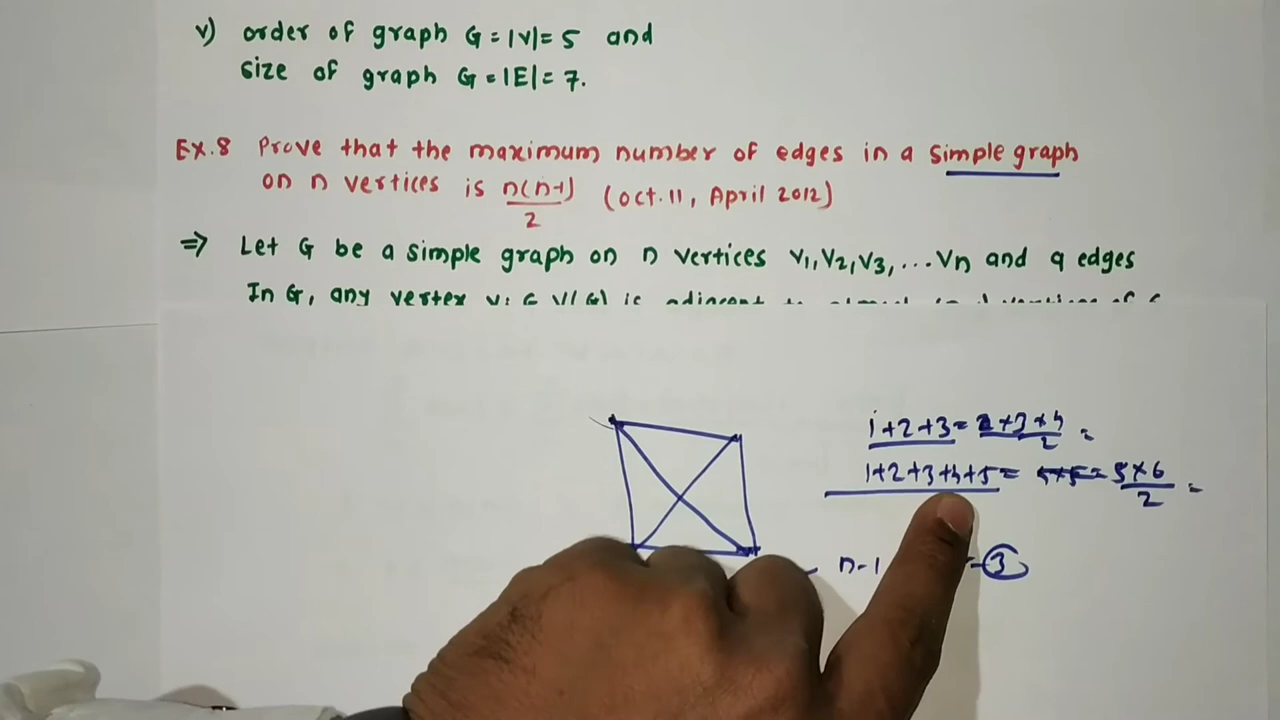 v) order of graph G = |V| = 5 and
size of graph G = |E| = 7.
Ex.8 Prove that the maximum number of edges in a simple graph
on n vertices is n(n-1)/2 (oct.11, April 2012)
⇒ Let G be a simple graph on n vertices v1, v2, v3, ... vn and q edges
In G, any vertex
1+2+3 = 3×4/2 =
1+2+3+4+5 = 5×6/2 =
n-1 3